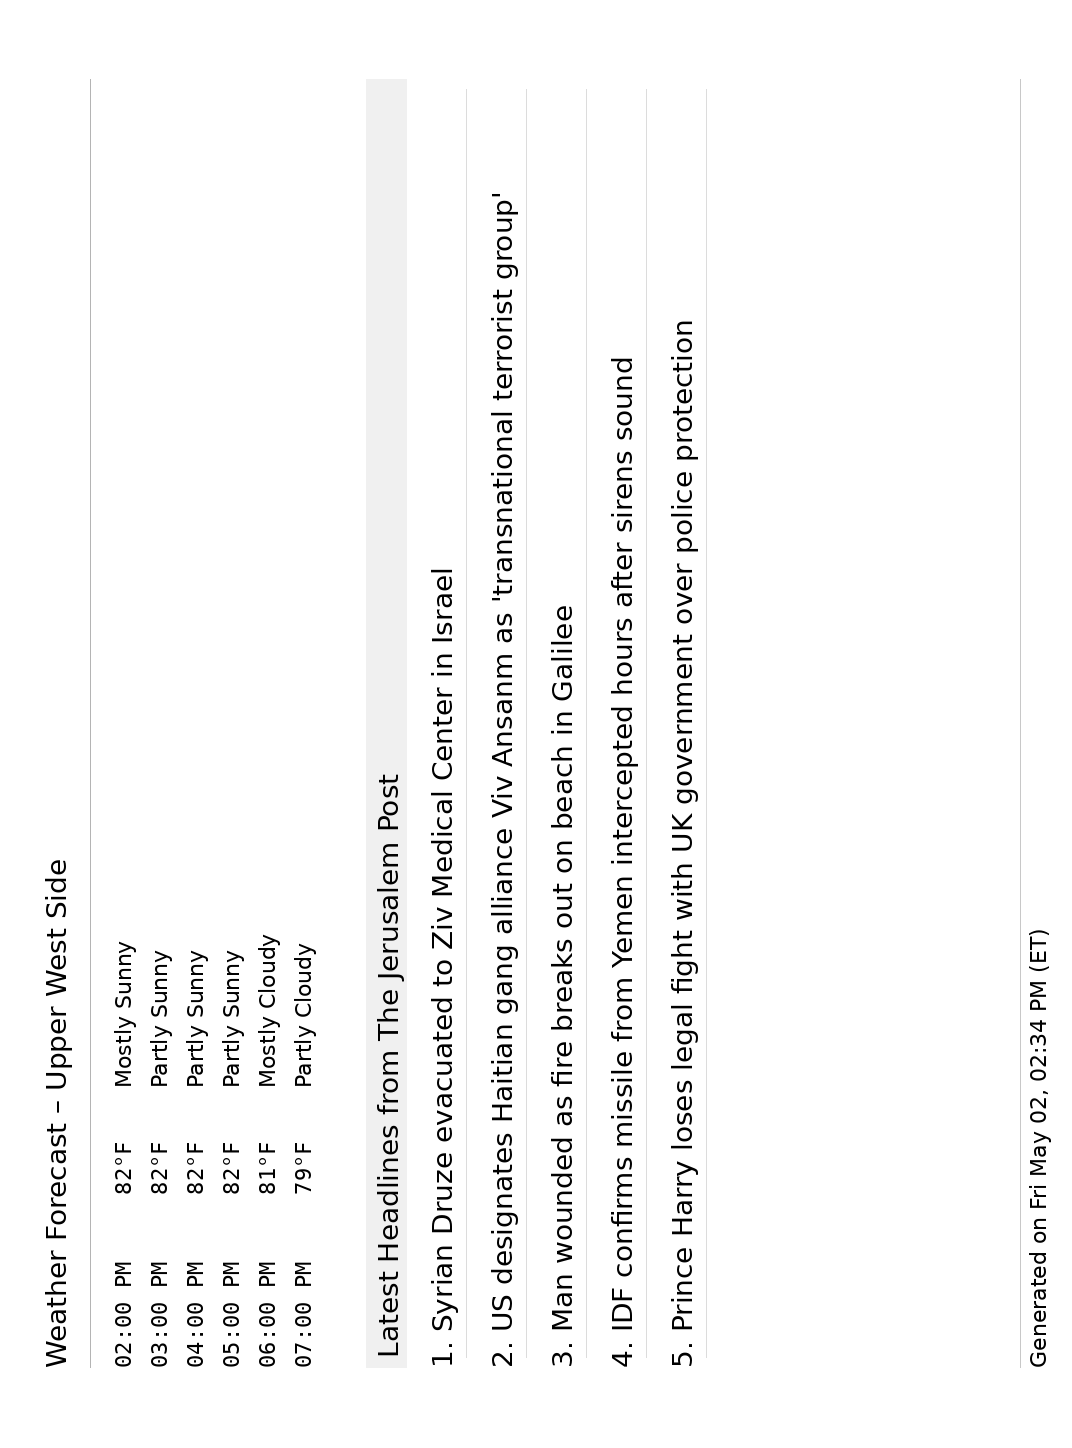 Weather Forecast – Upper West Side
02:00 PM 82°F Mostly Sunny
03:00 PM 82°F Partly Sunny
04:00 PM 82°F Partly Sunny
05:00 PM 82°F Partly Sunny
06:00 PM 81°F Mostly Cloudy
07:00 PM 79°F Partly Cloudy
Latest Headlines from The Jerusalem Post
1. Syrian Druze evacuated to Ziv Medical Center in Israel
2. US designates Haitian gang alliance Viv Ansanm as 'transnational terrorist group'
3. Man wounded as fire breaks out on beach in Galilee
4. IDF confirms missile from Yemen intercepted hours after sirens sound
5. Prince Harry loses legal fight with UK government over police protection
Generated on Fri May 02, 02:34 PM (ET)